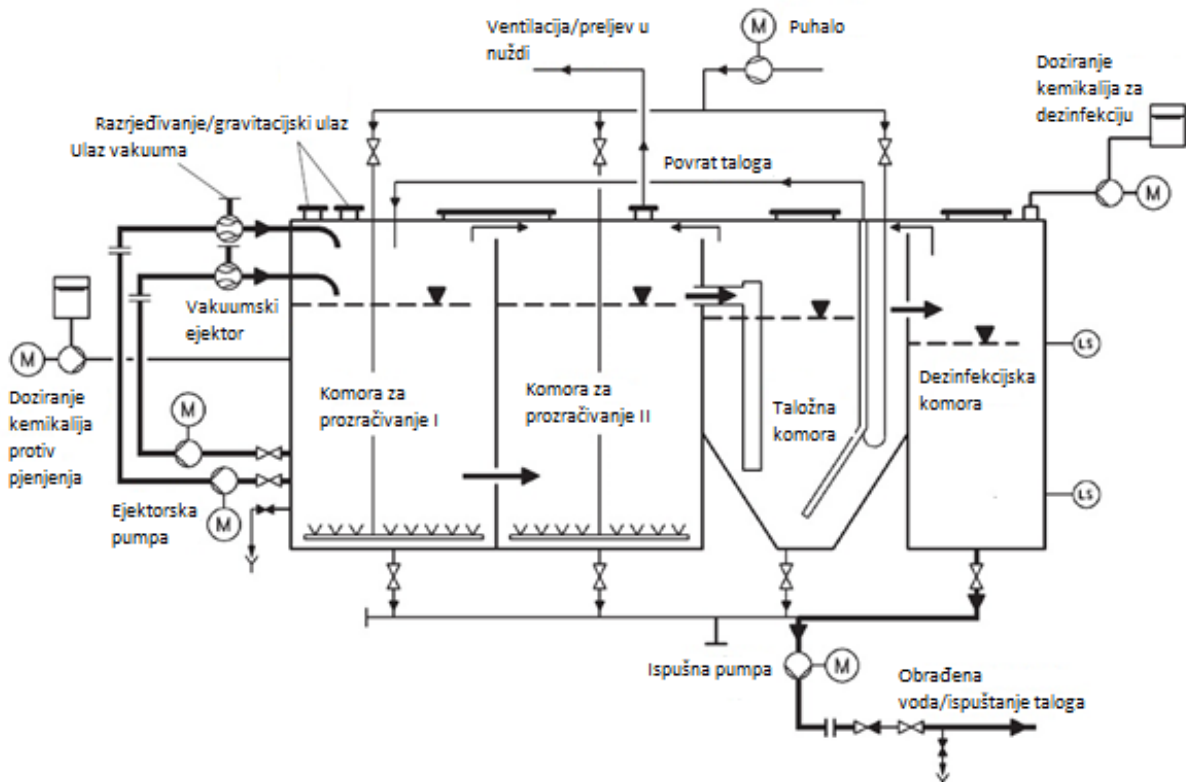 Ventilacija/preljev u
nuždi
M
Puhalo
Doziranje
kemikalija za
dezinfekciju
M
Razrjeđivanje/gravitacijski ulaz
Ulaz vakuuma
Povrat taloga
Vakuumski
ejektor
M
Doziranje
kemikalija
protiv
pjenjenja
M
Ejektorska
pumpa
M
Komora za
prozračivanje I
Komora za
prozračivanje II
Taložna
komora
Dezinfekcijska
komora
LS
LS
Ispušna pumpa
M
Obrađena
voda/ispuštanje taloga